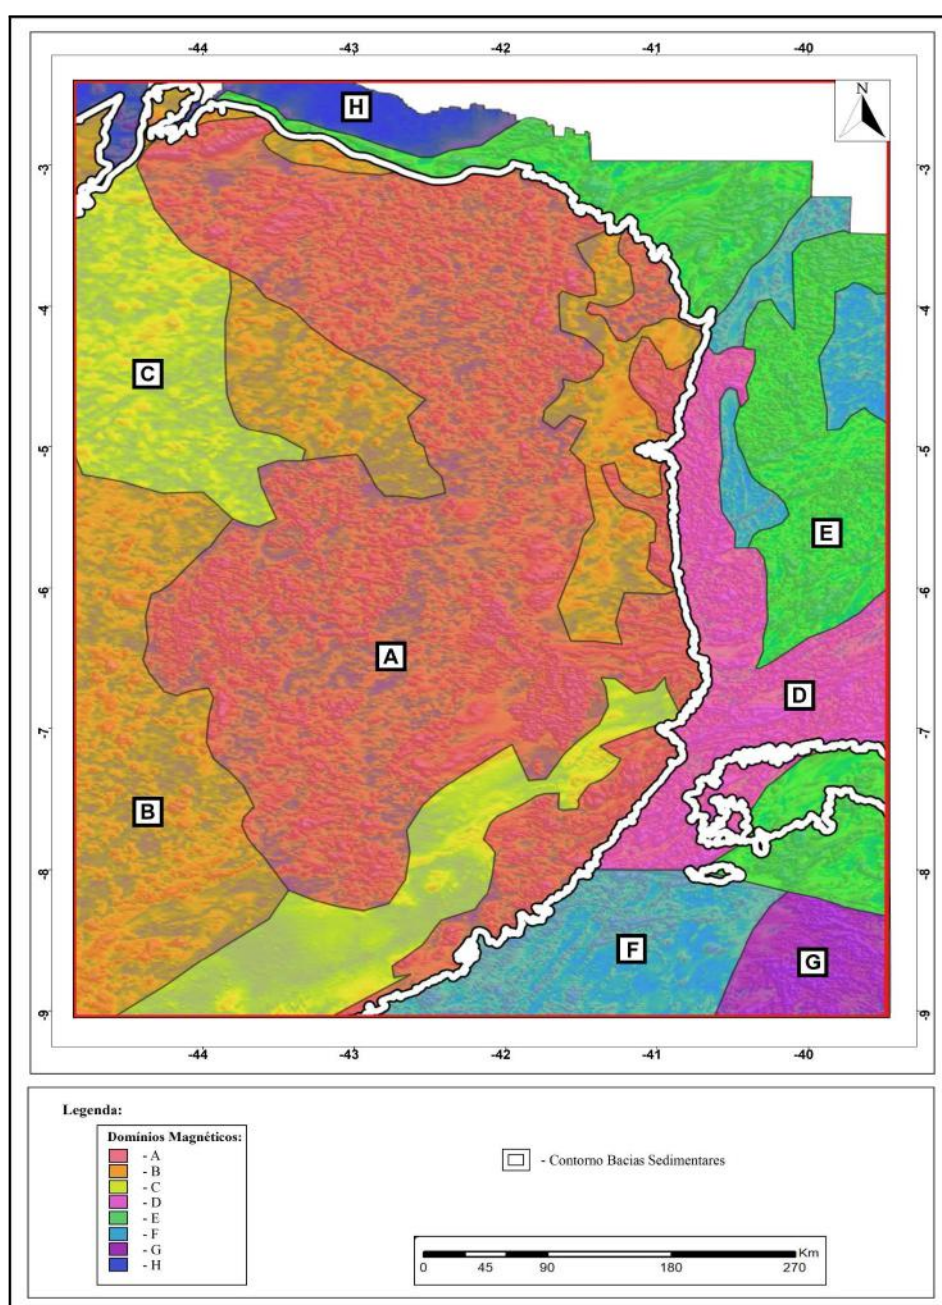 -44 -43 -42 -41 -40
N
H
-3 -3
-4 -4
C
-5 -5
E
-6 -6
A
D
-7 -7
B
-8 -8
F
G
-9 -9
-44 -43 -42 -41 -40
Legenda:
Domínios Magnéticos:
- A
- B
- C
- D
- E
- F
- G
- H
- Contorno Bacias Sedimentares
Km
0 45 90 180 270